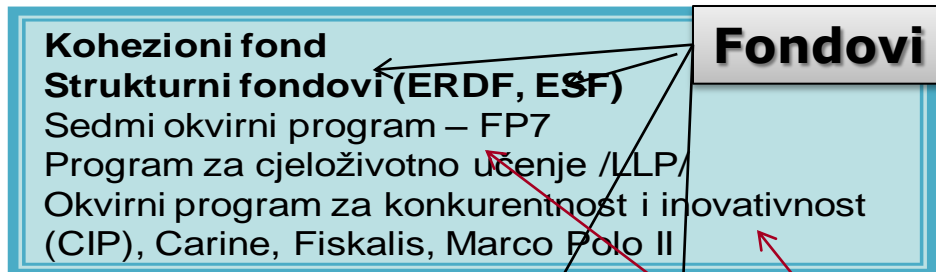 Fondovi
Kohezioni fond
Strukturni fondovi (ERDF, ESF)
Sedmi okvirni program – FP7
Program za cjeloživotno učenje /LLP/
Okvirni program za konkurentnost i inovativnost
(CIP), Carine, Fiskalis, Marco Polo II